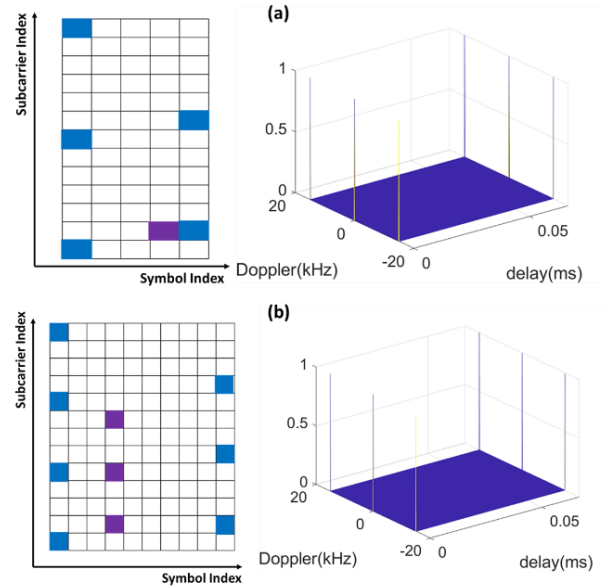 (a)
Subcarrier Index
Symbol Index
1
0.5
0
20
0
-20
Doppler(kHz)
0
0.05
delay(ms)
(b)
Subcarrier Index
Symbol Index
1
0.5
0
20
0
-20
Doppler(kHz)
0
0.05
delay(ms)